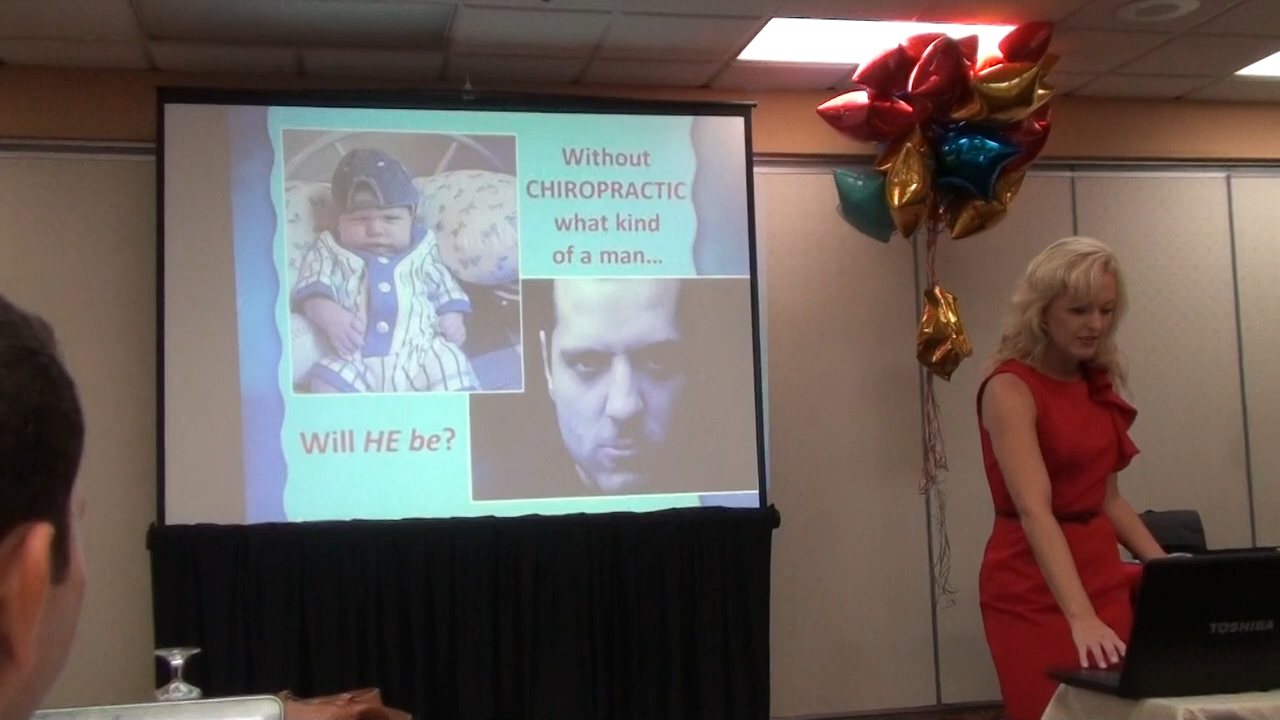 Without
CHIROPRACTIC
what kind
of a man...
Will HE be?
TOSHIBA